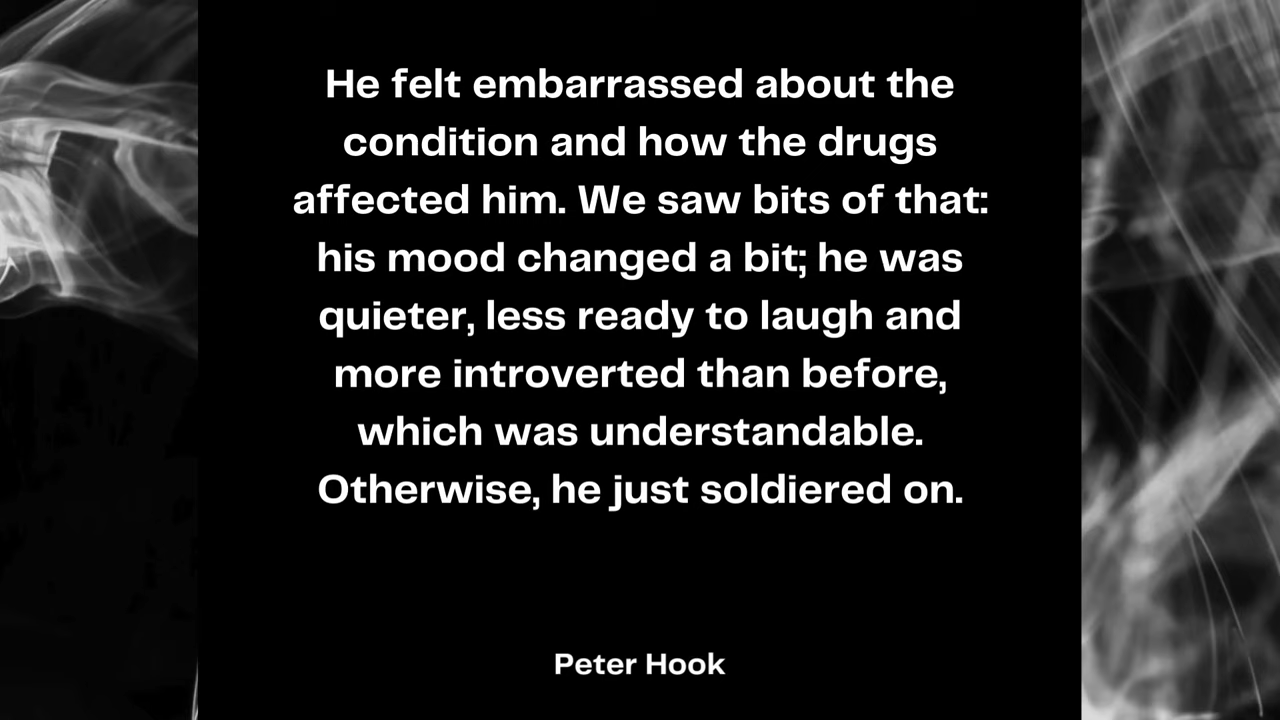 He felt embarrassed about the
condition and how the drugs
affected him. We saw bits of that:
his mood changed a bit; he was
quieter, less ready to laugh and
more introverted than before,
which was understandable.
Otherwise, he just soldiered on.
Peter Hook